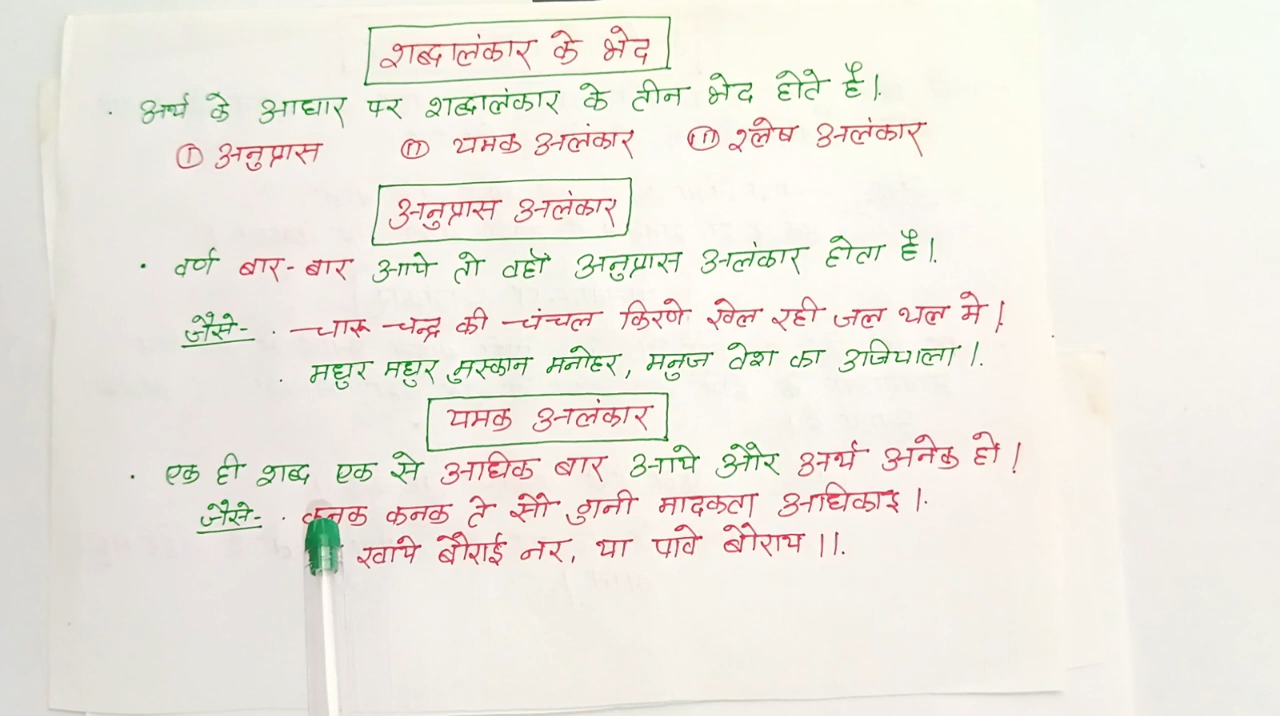 शब्दालंकार के भेद
• अर्थ के आधार पर शब्दालंकार के तीन भेद होते है।
(i) अनुप्रास (ii) यमक अलंकार (iii) श्लेष अलंकार
अनुप्रास अलंकार
• वर्ण बार-बार आये तो वहाँ अनुप्रास अलंकार होता है।
जैसे- • चारू चन्द्र की चंचल किरणे खेल रही जल थल मे।
• मधुर मधुर मुस्कान मनोहर, मनुज वेश का उजियाला।
यमक अलंकार
• एक ही शब्द एक से अधिक बार आये और अर्थ अनेक हो।
जैसे- • कनक कनक ते सौ गुनी मादकता अधिकाइ।
खाये बौराई नर, या पावे बौराय।।